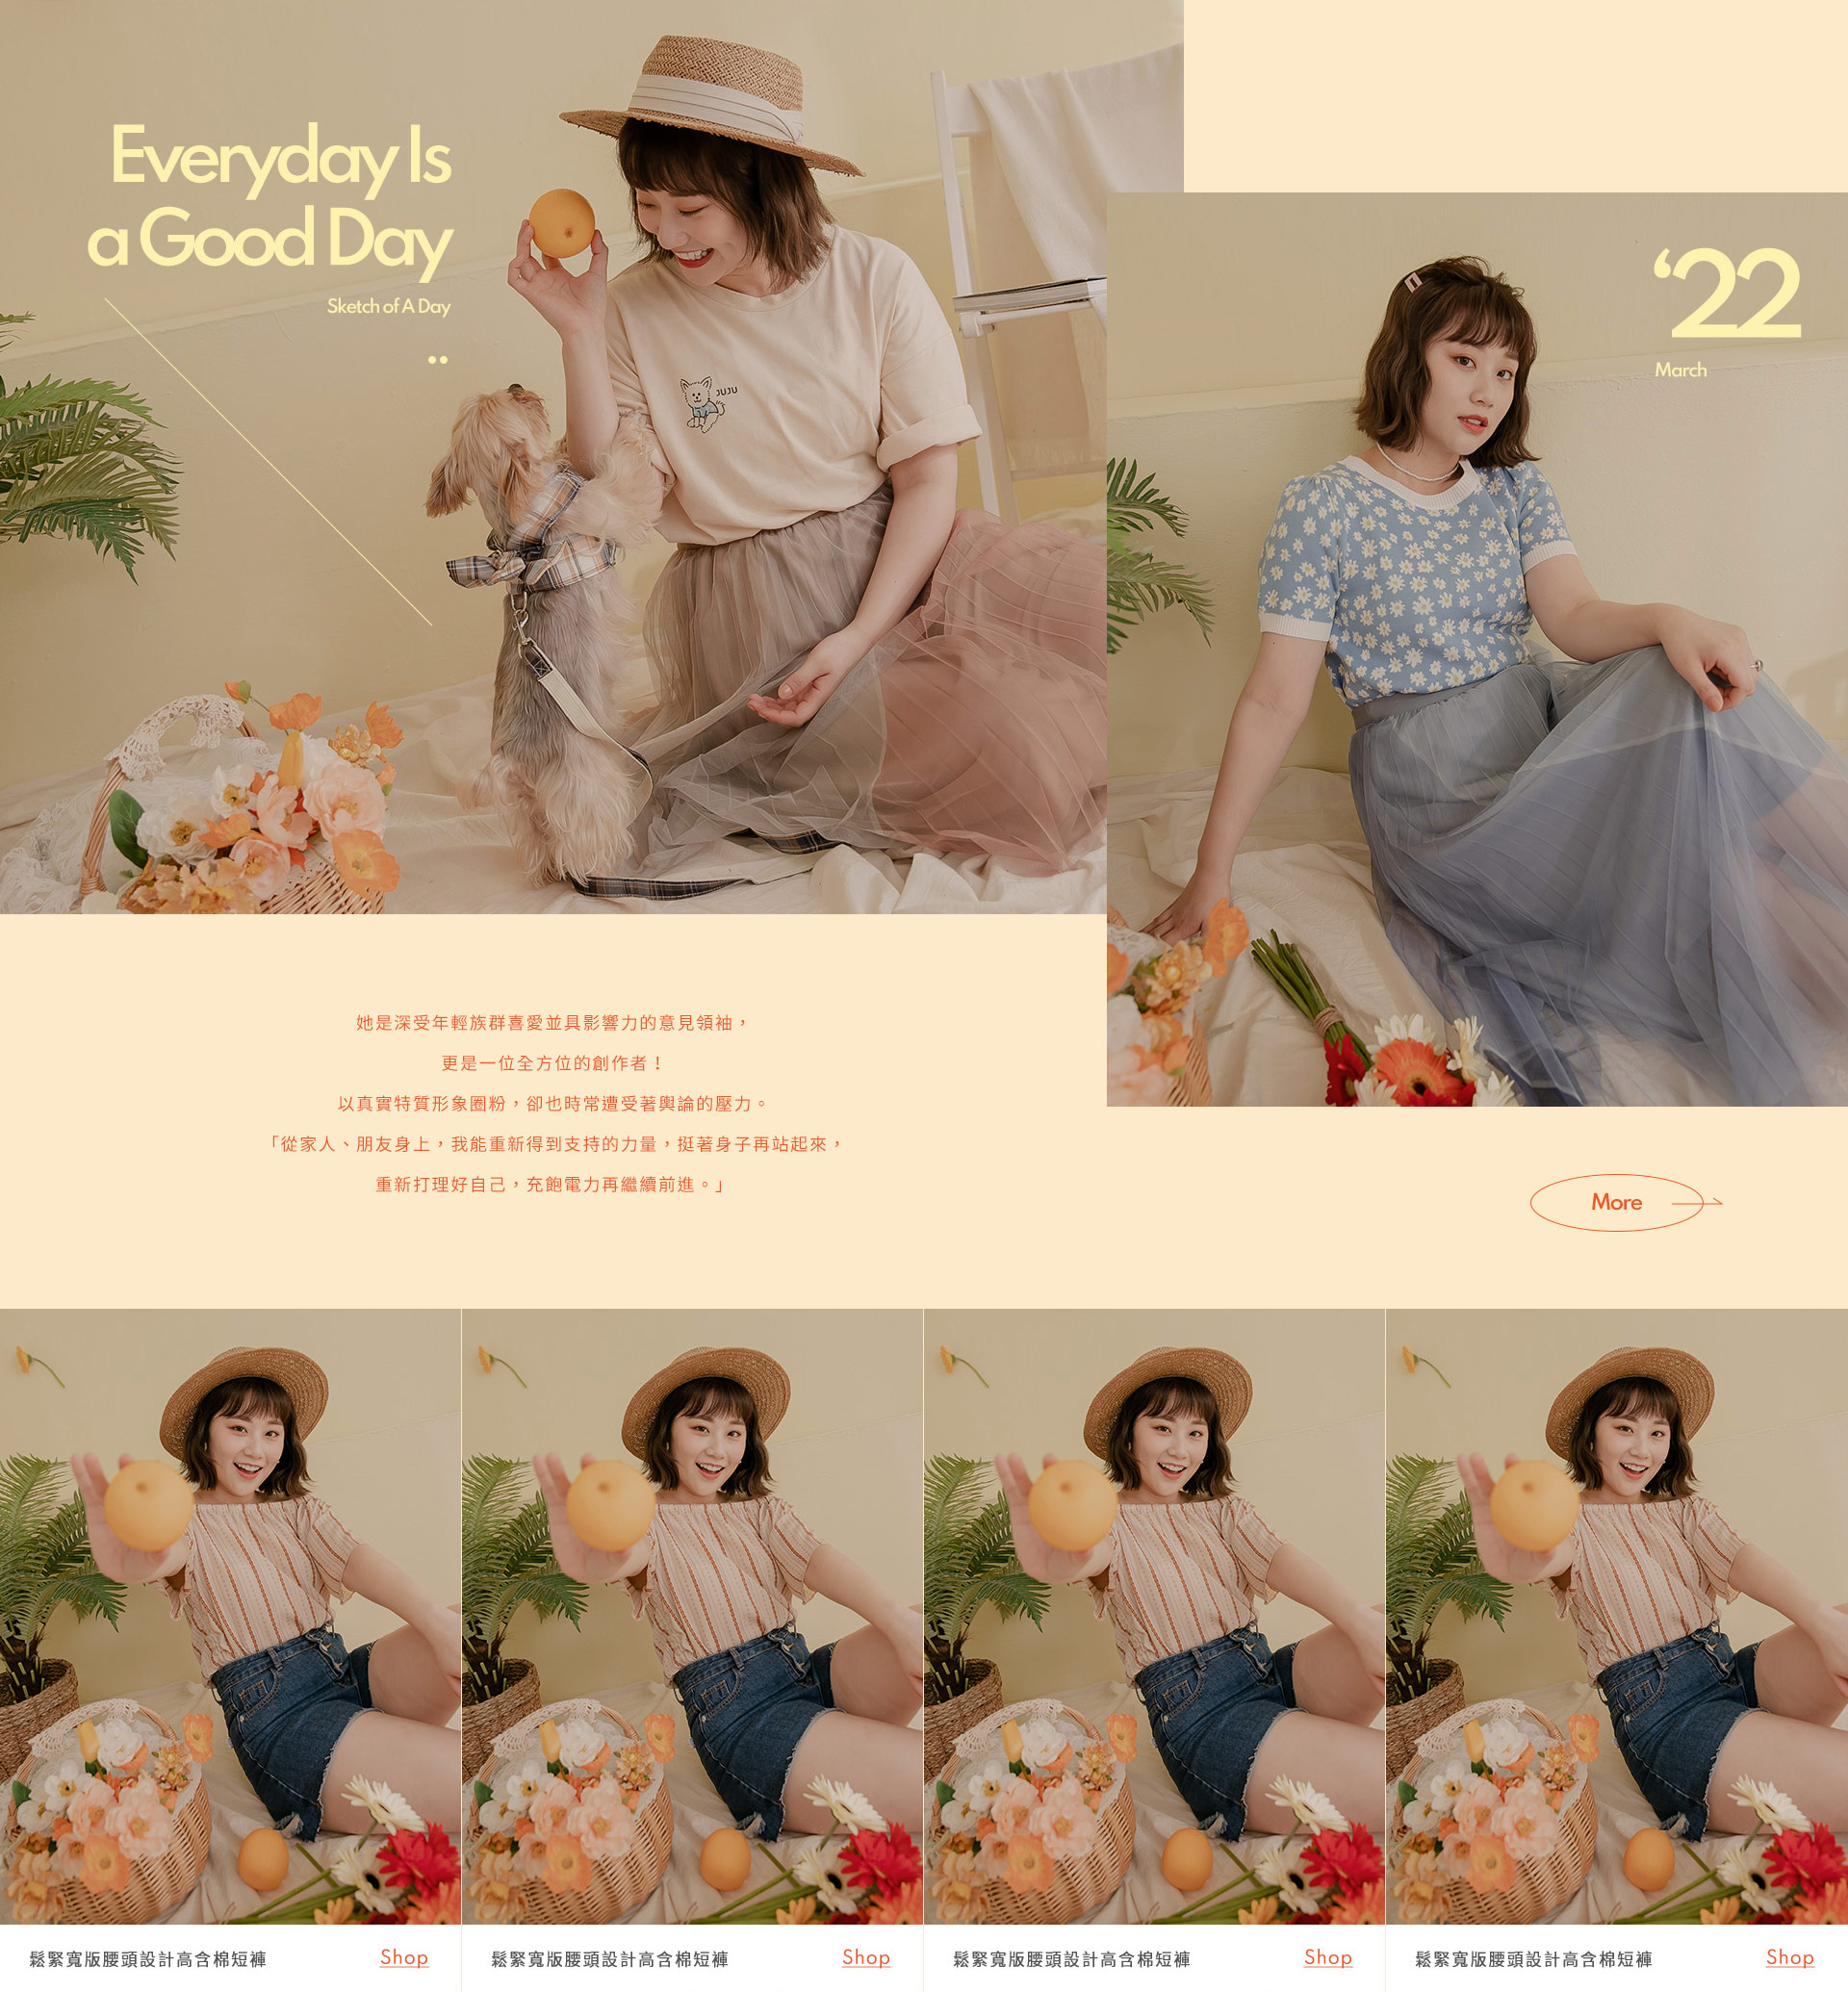 Everyday Is
a Good Day
Sketch of A Day
JUJU
‘22
March
她是深受年輕族群喜愛並具影響力的意見領袖，
更是一位全方位的創作者！
以真實特質形象圈粉，卻也時常遭受著輿論的壓力。
「從家人、朋友身上，我能重新得到支持的力量，挺著身子再站起來，
重新打理好自己，充飽電力再繼續前進。」
More
鬆緊寬版腰頭設計高含棉短褲
Shop
鬆緊寬版腰頭設計高含棉短褲
Shop
鬆緊寬版腰頭設計高含棉短褲
Shop
鬆緊寬版腰頭設計高含棉短褲
Shop